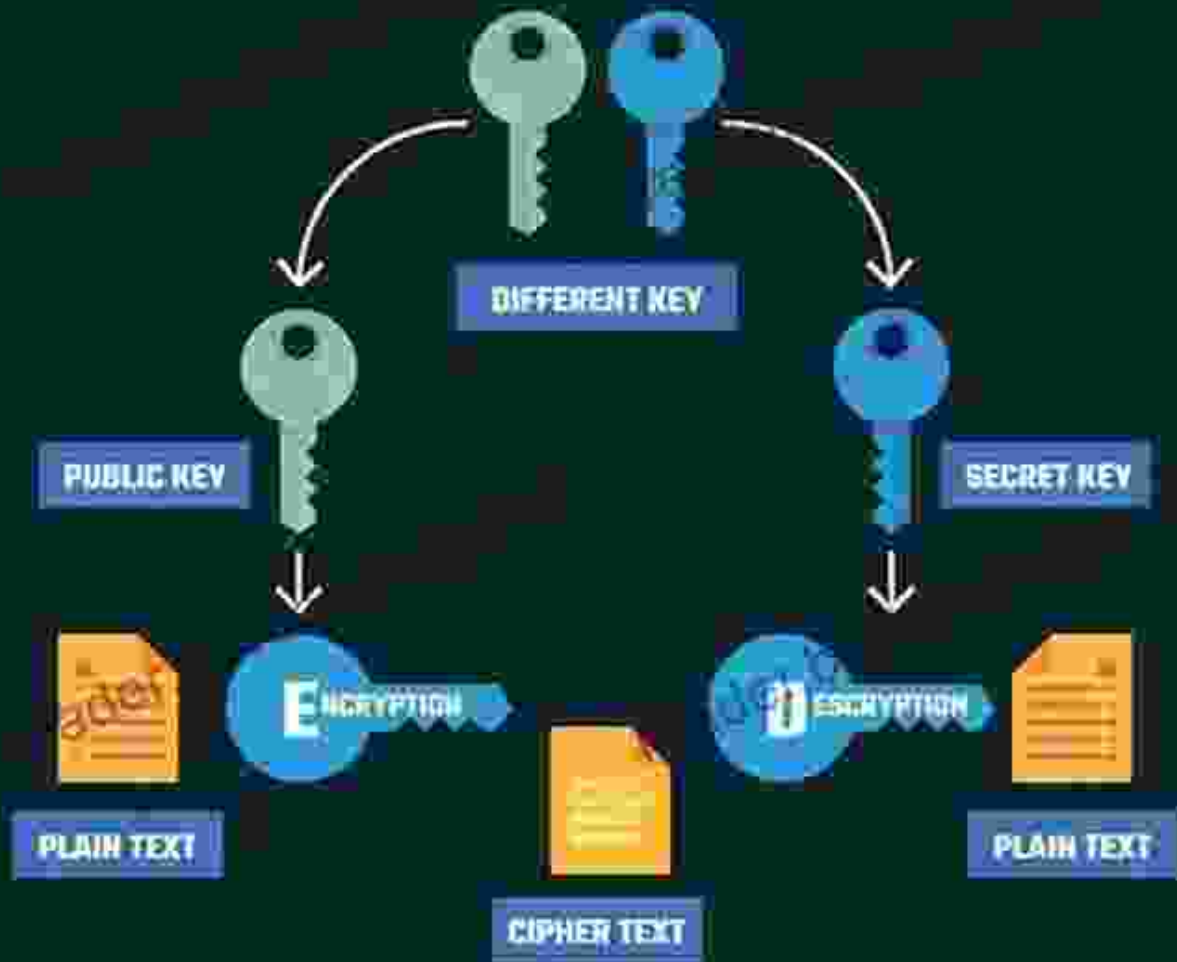 DIFFERENT KEY
PUBLIC KEY
SECRET KEY
ENCRYPTION
PLAIN TEXT
CIPHER TEXT
PLAIN TEXT